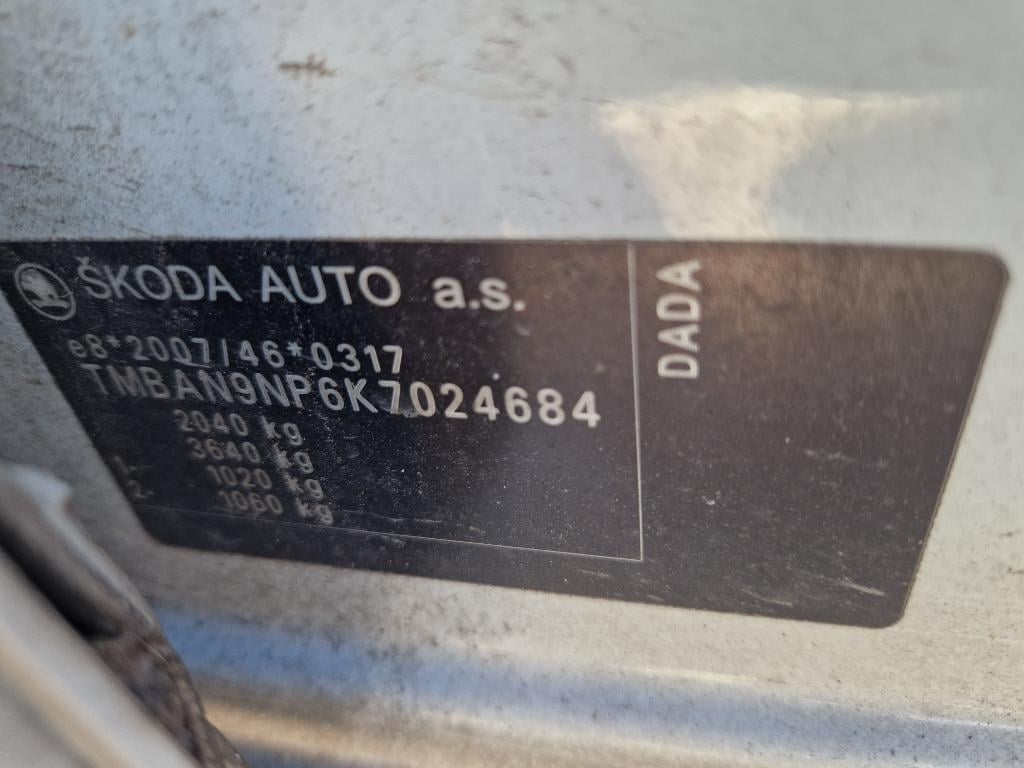 ŠKODA AUTO a.s.
e8*2007/46*0317
TMBAN9NP6K7024684
2040 kg
3640 kg
1- 1020 kg
2- 1060 kg
DADA